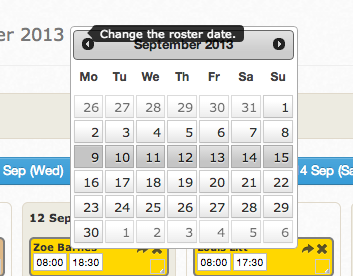 er 2013
Change the roster date.
September 2013
Mo Tu We Th Fr Sa Su
26 27 28 29 30 31 1
2 3 4 5 6 7 8
9 10 11 12 13 14 15
16 17 18 19 20 21 22
23 24 25 26 27 28 29
30 1 2 3 4 5 6
Sep (Wed)
4 Sep (Sa
12 Sep
Zoe Barnes
08:00 18:30
Louis Litt
08:00 17:30